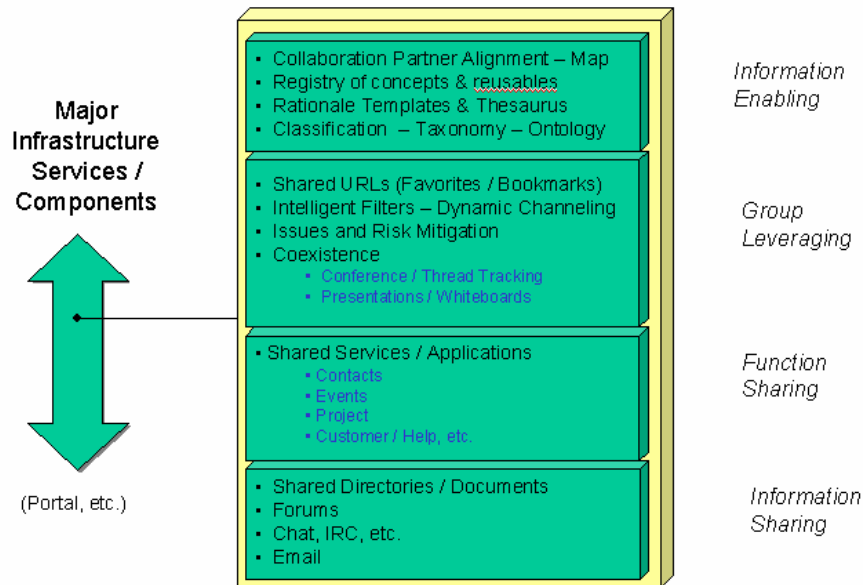 Major
Infrastructure
Services /
Components
(Portal, etc.)
▪ Collaboration Partner Alignment – Map
▪ Registry of concepts & reusables
▪ Rationale Templates & Thesaurus
▪ Classification – Taxonomy – Ontology
Information
Enabling
▪ Shared URLs (Favorites / Bookmarks)
▪ Intelligent Filters – Dynamic Channeling
▪ Issues and Risk Mitigation
▪ Coexistence
▪ Conference / Thread Tracking
▪ Presentations / Whiteboards
Group
Leveraging
▪ Shared Services / Applications
▪ Contacts
▪ Events
▪ Project
▪ Customer / Help, etc.
Function
Sharing
▪ Shared Directories / Documents
▪ Forums
▪ Chat, IRC, etc.
▪ Email
Information
Sharing